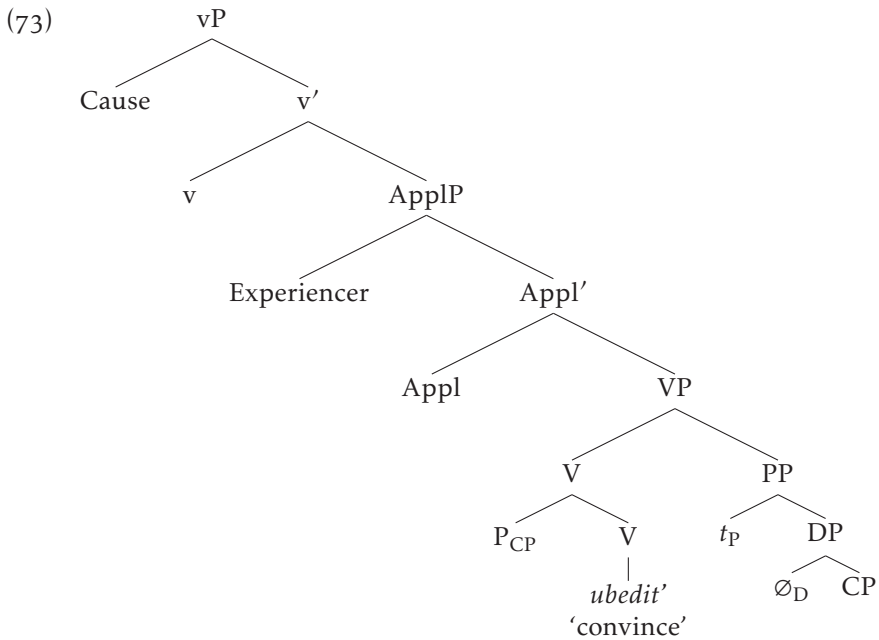 (73) vP
Cause v'
v ApplP
Experiencer Appl′
Appl VP
V PP
P_CP V t_P DP
ubedit’ ∅_D CP
‘convince’